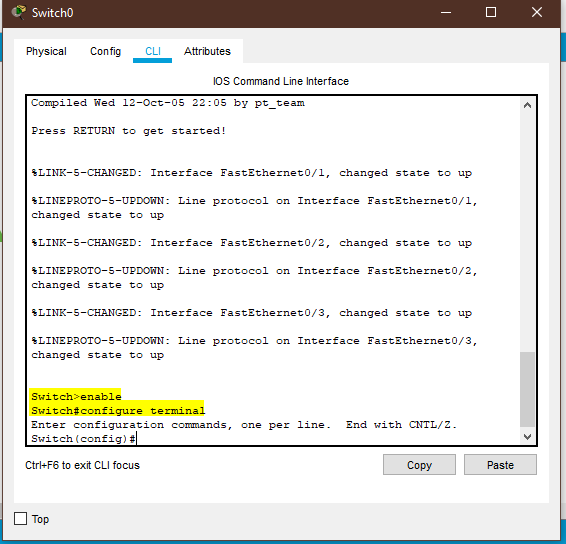 Switch0
Physical Config CLI Attributes
IOS Command Line Interface
Compiled Wed 12-Oct-05 22:05 by pt_team
Press RETURN to get started!
%LINK-5-CHANGED: Interface FastEthernet0/1, changed state to up
%LINEPROTO-5-UPDOWN: Line protocol on Interface FastEthernet0/1,
changed state to up
%LINK-5-CHANGED: Interface FastEthernet0/2, changed state to up
%LINEPROTO-5-UPDOWN: Line protocol on Interface FastEthernet0/2,
changed state to up
%LINK-5-CHANGED: Interface FastEthernet0/3, changed state to up
%LINEPROTO-5-UPDOWN: Line protocol on Interface FastEthernet0/3,
changed state to up
Switch>enable
Switch#configure terminal
Enter configuration commands, one per line.  End with CNTL/Z.
Switch(config)#
Ctrl+F6 to exit CLI focus
Copy Paste
Top